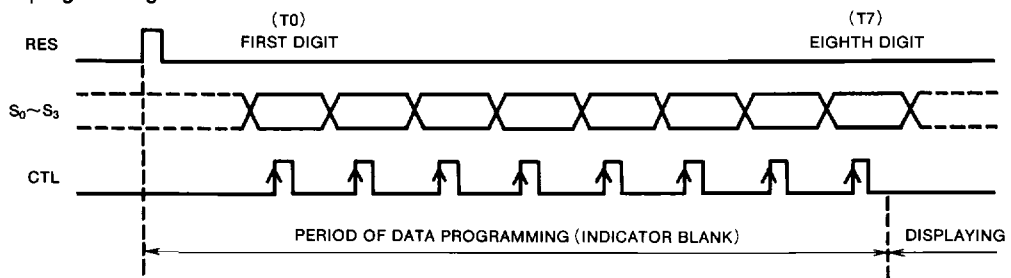 (T0) (T7)
RES FIRST DIGIT EIGHTH DIGIT
S₀~S₃
CTL
PERIOD OF DATA PROGRAMMING (INDICATOR BLANK) DISPLAYING